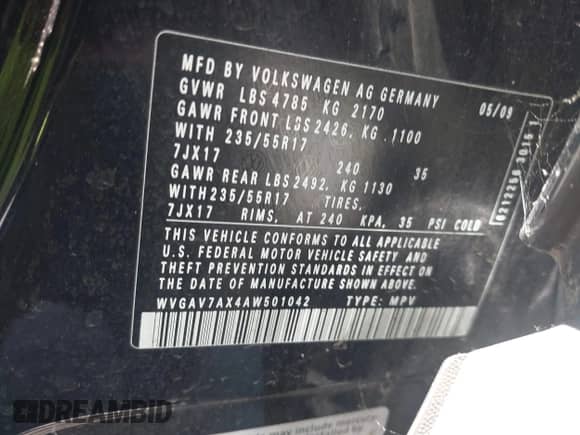 MFD BY VOLKSWAGEN AG GERMANY
GVWR LBS 4785 KG 2170 05/09
GAWR FRONT LBS 2426, KG .1100
WITH 235/55R17
7JX17 240 35
GAWR REAR LBS 2492, KG 1130
WITH 235/55R17 TIRES,
7JX17 RIMS, AT 240 KPA, 35 PSI COLD
THIS VEHICLE CONFORMS TO ALL APPLICABLE
U.S. FEDERAL MOTOR VEHICLE SAFETY AND
THEFT PREVENTION STANDARDS IN EFFECT ON
THE DATE OF MANUFACTURE SHOWN ABOVE.
WVGAV7AX4AW501042 TYPE: MPV
DREAMBID